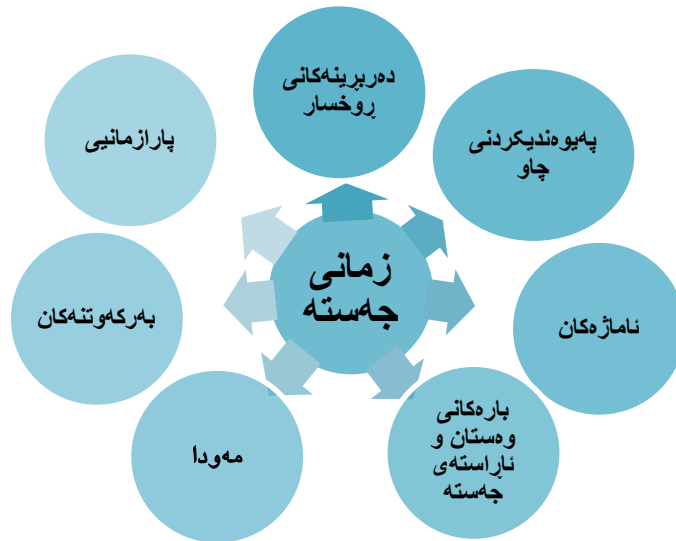 دەربڕینەکانی
ڕوخسار
پەیوەندیکردنی
چاو
ئاماژەکان
بارەکانی
وەستان و
ئاڕاستەی
جەستە
مەودا
بەرکەوتنەکان
پارازمانیی
زمانی
جەستە